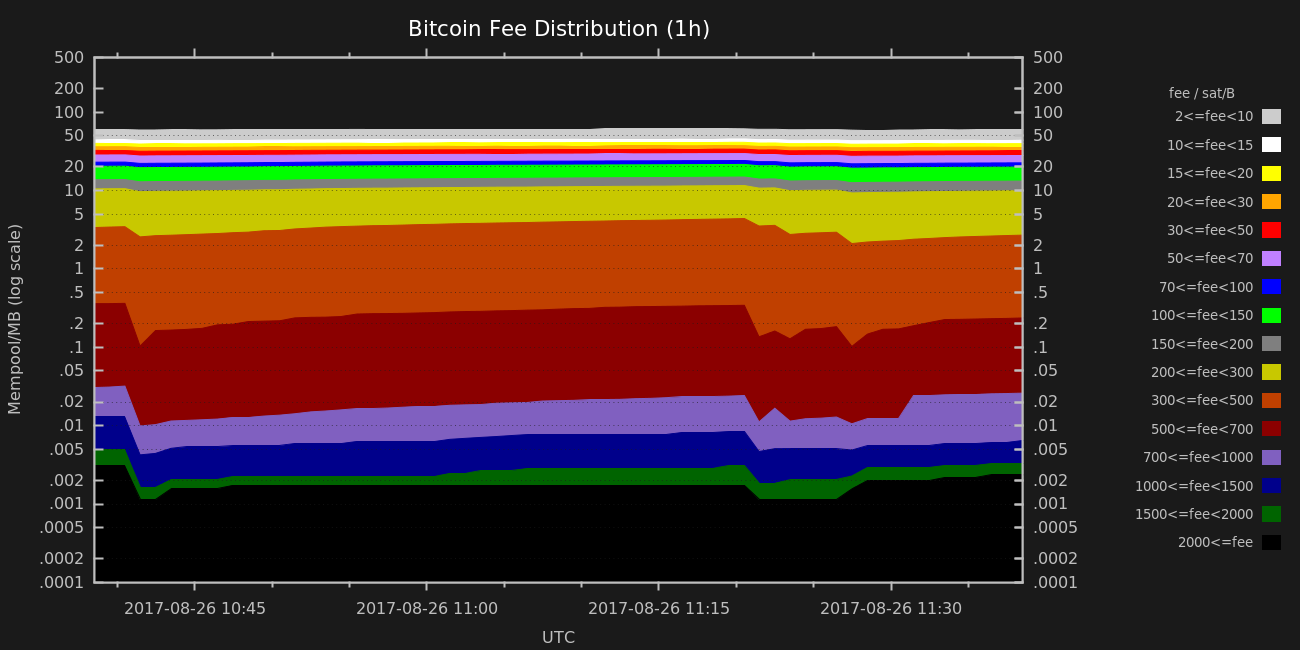 Bitcoin Fee Distribution (1h)
500
200
100
50
20
10
5
2
1
.5
.2
.1
.05
.02
.01
.005
.002
.001
.0005
.0002
.0001
Mempool/MB (log scale)
500
200
100
50
20
10
5
2
1
.5
.2
.1
.05
.02
.01
.005
.002
.001
.0005
.0002
.0001
2017-08-26 10:45
2017-08-26 11:00
2017-08-26 11:15
2017-08-26 11:30
UTC
fee / sat/B
2<=fee<10
10<=fee<15
15<=fee<20
20<=fee<30
30<=fee<50
50<=fee<70
70<=fee<100
100<=fee<150
150<=fee<200
200<=fee<300
300<=fee<500
500<=fee<700
700<=fee<1000
1000<=fee<1500
1500<=fee<2000
2000<=fee